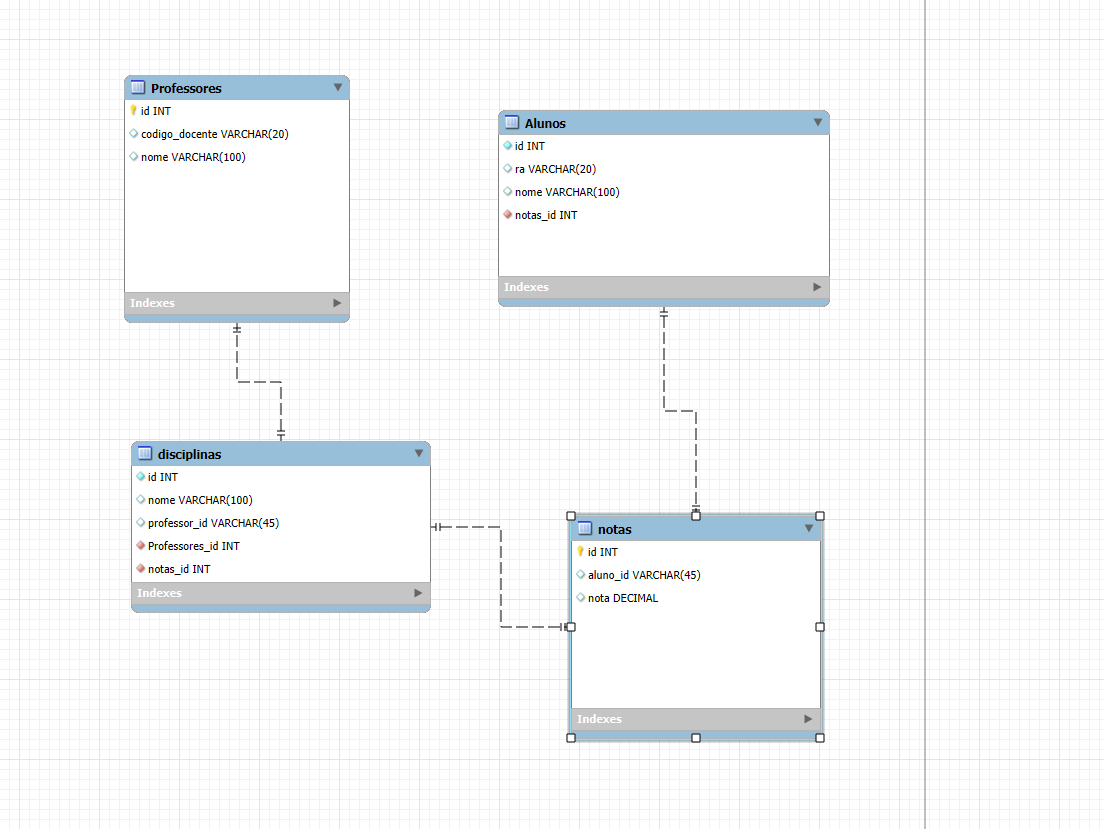 Professores
id INT
codigo_docente VARCHAR(20)
nome VARCHAR(100)
Indexes
Alunos
id INT
ra VARCHAR(20)
nome VARCHAR(100)
notas_id INT
Indexes
disciplinas
id INT
nome VARCHAR(100)
professor_id VARCHAR(45)
Professores_id INT
notas_id INT
Indexes
notas
id INT
aluno_id VARCHAR(45)
nota DECIMAL
Indexes